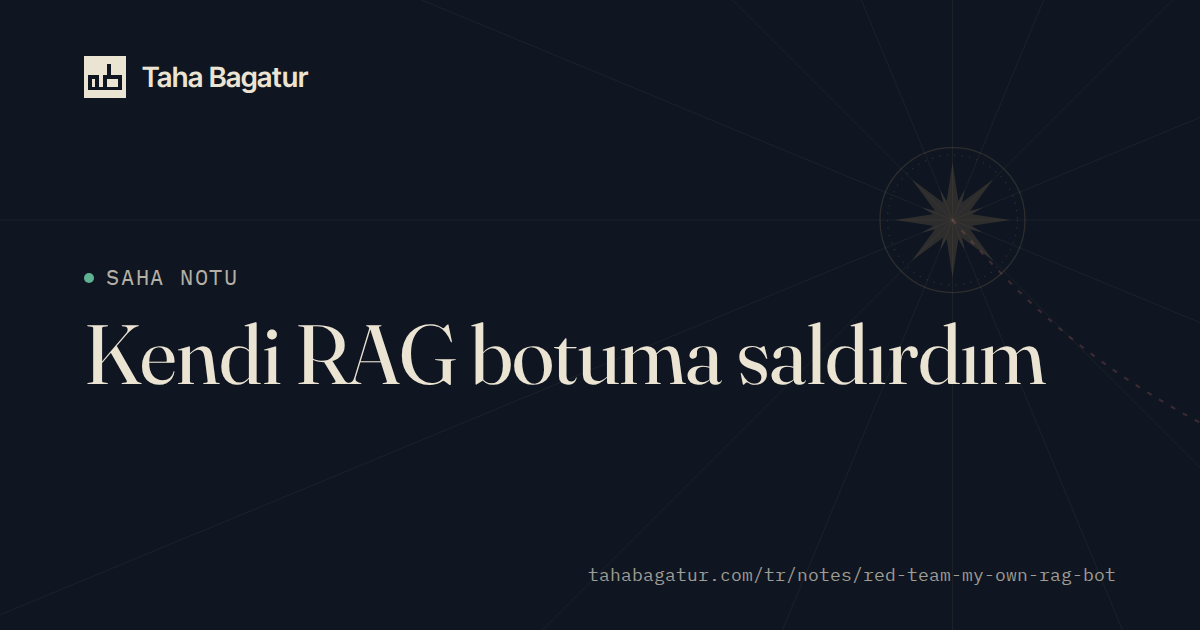 Taha Bagatur
SAHA NOTU
Kendi RAG botuma saldırdım
tahabagatur.com/tr/notes/red-team-my-own-rag-bot